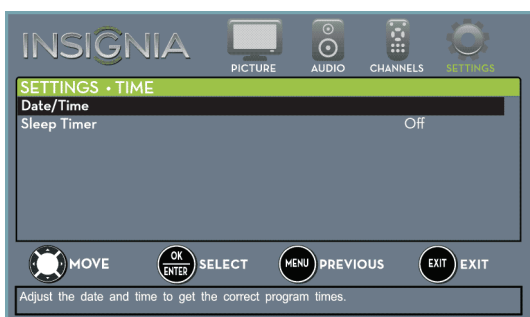 INSIGNIA
PICTURE AUDIO CHANNELS SETTINGS
SETTINGS • TIME
Date/Time
Sleep Timer Off
MOVE OK ENTER SELECT MENU PREVIOUS EXIT EXIT
Adjust the date and time to get the correct program times.